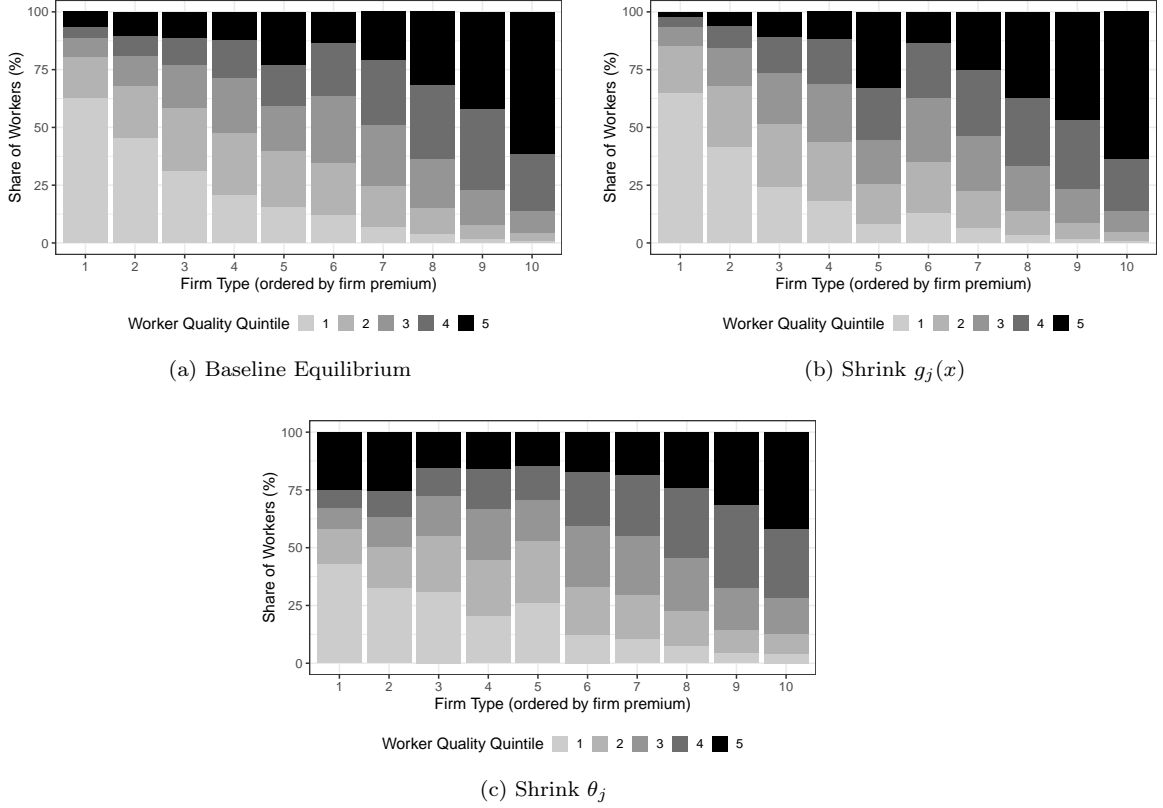 100
75
50
25
0
Share of Workers (%)
1 2 3 4 5 6 7 8 9 10
Firm Type (ordered by firm premium)
Worker Quality Quintile 1 2 3 4 5
(a) Baseline Equilibrium
100
75
50
25
0
Share of Workers (%)
1 2 3 4 5 6 7 8 9 10
Firm Type (ordered by firm premium)
Worker Quality Quintile 1 2 3 4 5
(b) Shrink g_j(x)
100
75
50
25
0
Share of Workers (%)
1 2 3 4 5 6 7 8 9 10
Firm Type (ordered by firm premium)
Worker Quality Quintile 1 2 3 4 5
(c) Shrink θ_j